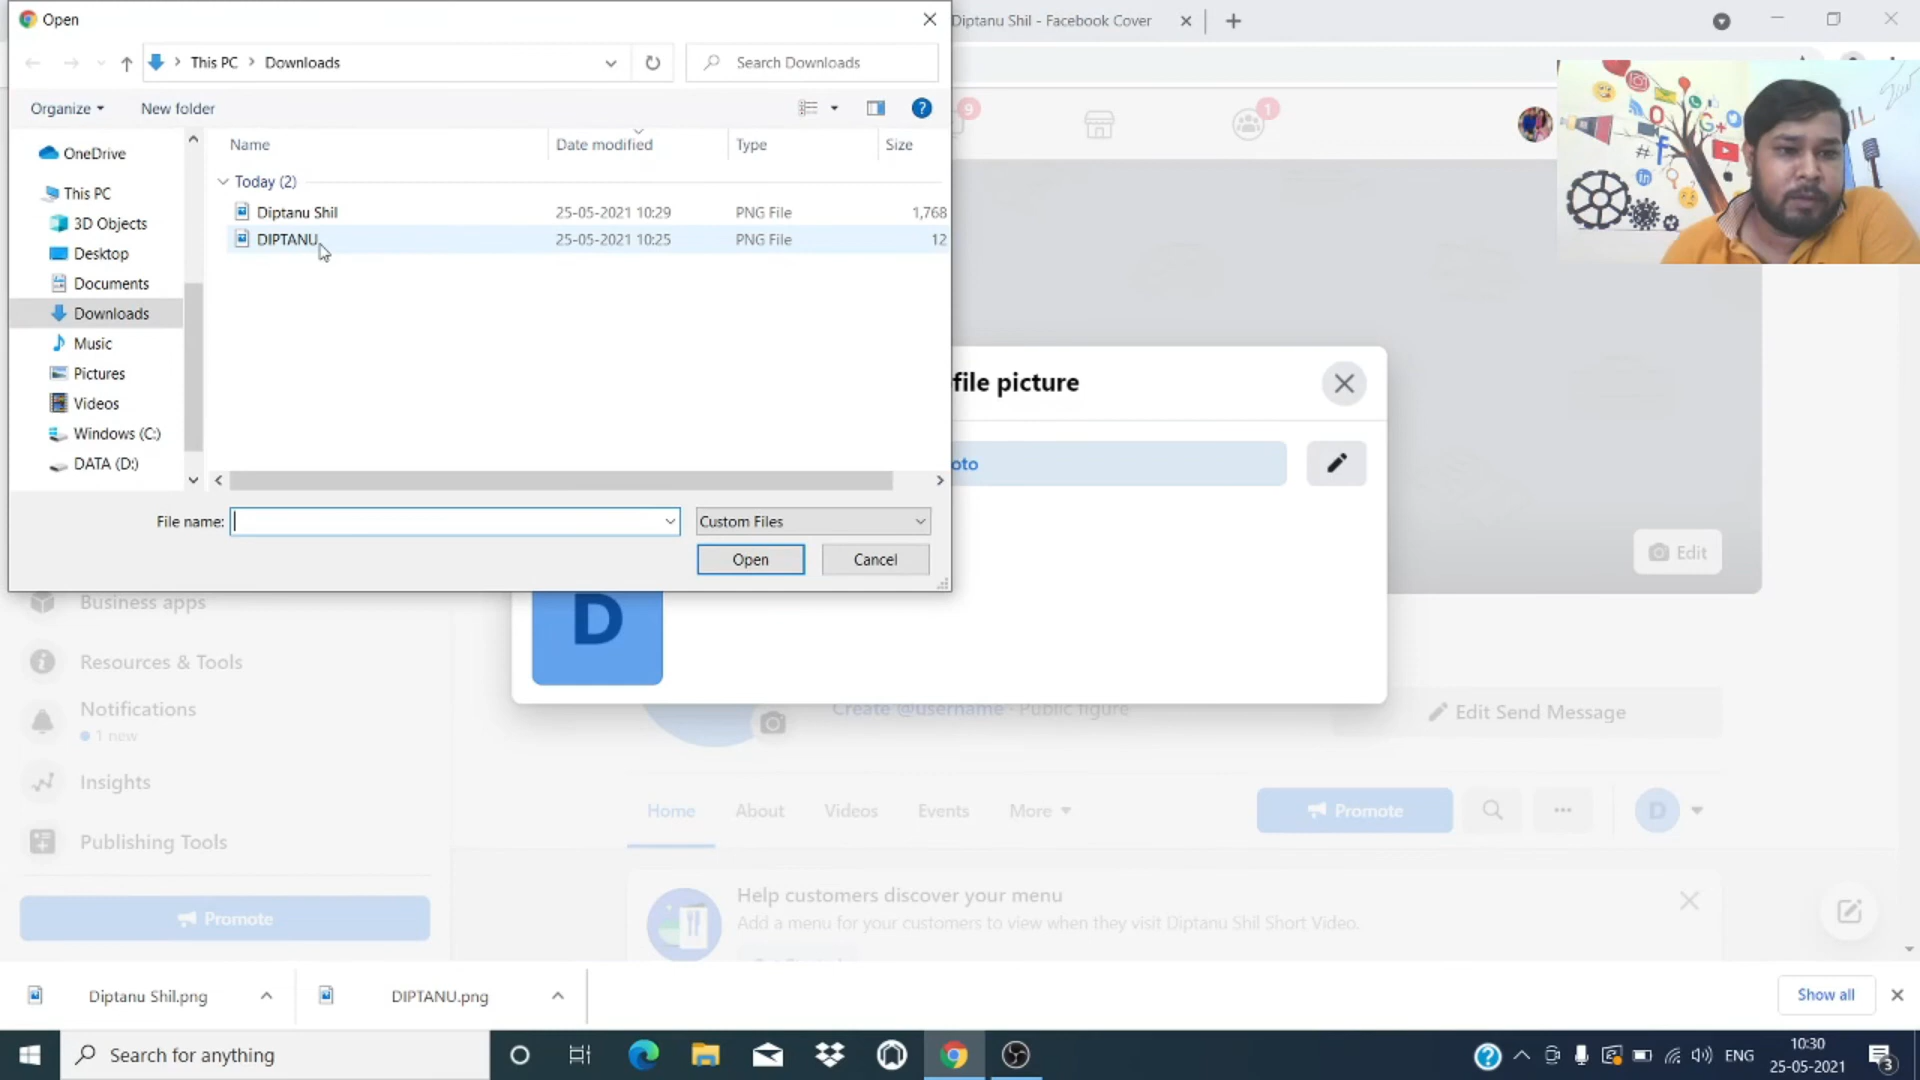 Open
Diptanu Shil - Facebook Cover
This PC
Downloads
Search Downloads
Organize
New folder
9
1
Name
Date modified
Type
Size
OneDrive
This PC
3D Objects
Desktop
Documents
Downloads
Music
Pictures
Videos
Windows (C:)
DATA (D:)
Today (2)
Diptanu Shil
25-05-2021 10:29
PNG File
1,768
DIPTANU
25-05-2021 10:25
PNG File
12
File name:
Custom Files
Open
Cancel
file picture
oto
Edit
D
Business apps
Resources & Tools
Notifications
1 new
Insights
Publishing Tools
Promote
Create @username · Public figure
Edit Send Message
Home
About
Videos
Events
More
Promote
D
Help customers discover your menu
Add a menu for your customers to view when they visit Diptanu Shil Short Video.
Diptanu Shil.png
DIPTANU.png
Show all
Search for anything
ENG
10:30
25-05-2021
3